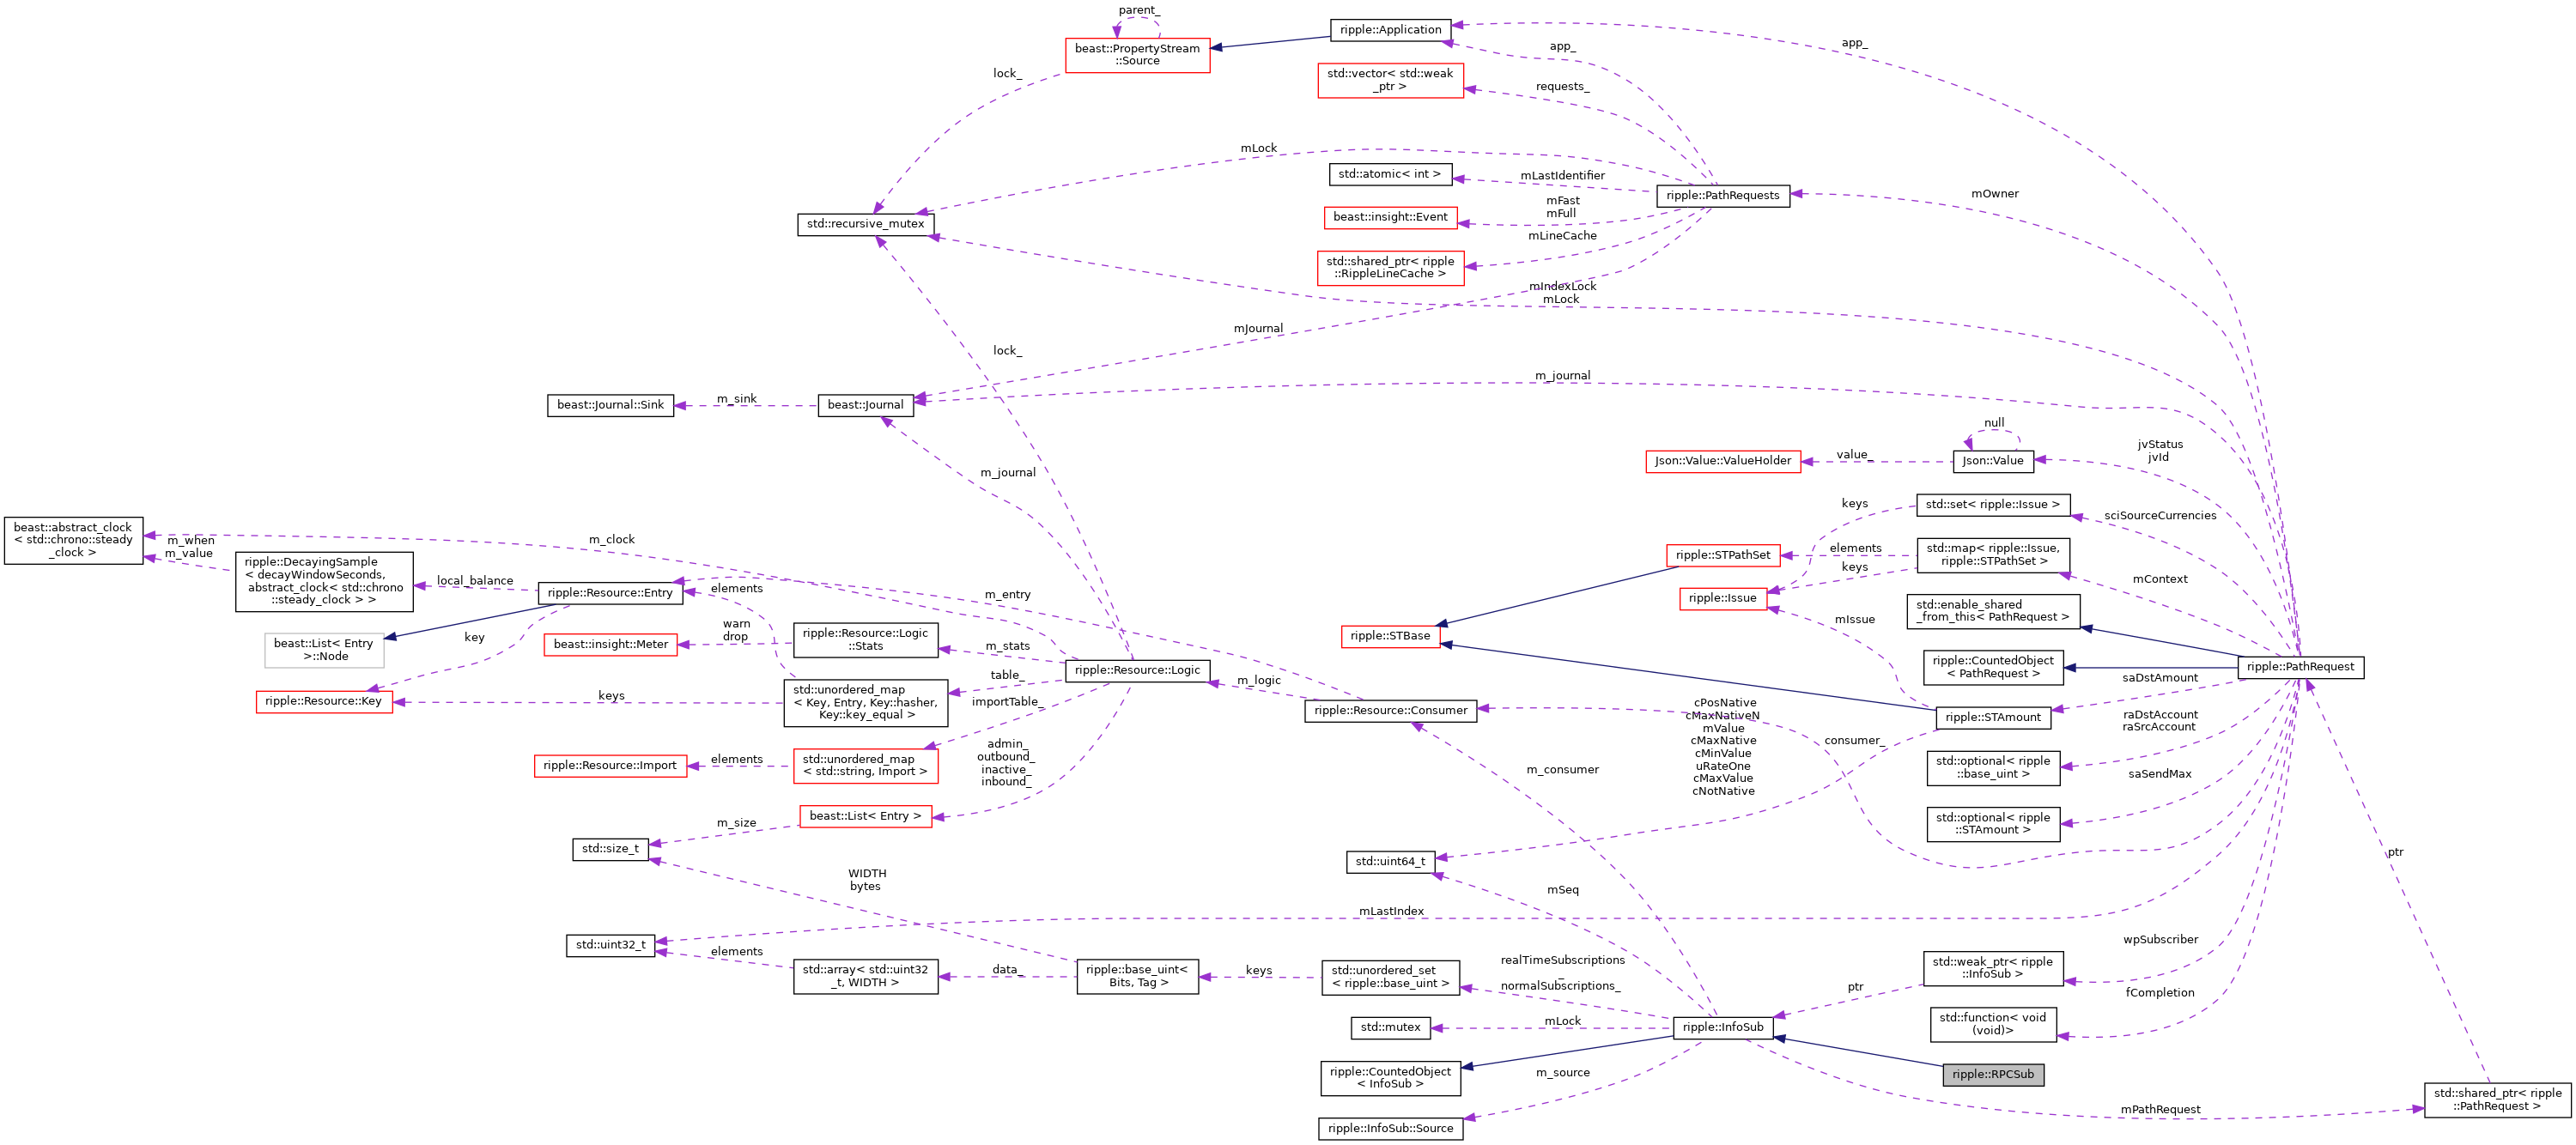 parent_
ripple::Application
beast::PropertyStream
::Source
app_
app_
lock_
std::vector< std::weak
_ptr >
requests_
mLock
std::atomic< int >
mLastIdentifier
ripple::PathRequests
mOwner
std::recursive_mutex
beast::insight::Event
mFast
mFull
mLineCache
std::shared_ptr< ripple
::RippleLineCache >
mIndexLock
mLock
mJournal
lock_
m_journal
beast::Journal::Sink
m_sink
beast::Journal
null
jvStatus
jvId
Json::Value::ValueHolder
value_
Json::Value
m_journal
keys
std::set< ripple::Issue >
sciSourceCurrencies
beast::abstract_clock
< std::chrono::steady
_clock >
m_when
m_value
m_clock
ripple::DecayingSample
< decayWindowSeconds,
abstract_clock< std::chrono
::steady_clock > >
local_balance
ripple::Resource::Entry
elements
m_entry
ripple::STPathSet
elements
keys
std::map< ripple::Issue,
ripple::STPathSet >
mContext
ripple::Issue
std::enable_shared
_from_this< PathRequest >
mIssue
ripple::STBase
key
beast::List< Entry
>::Node
beast::insight::Meter
warn
drop
ripple::Resource::Logic
::Stats
m_stats
ripple::Resource::Logic
ripple::CountedObject
< PathRequest >
ripple::PathRequest
saDstAmount
ripple::Resource::Key
keys
std::unordered_map
< Key, Entry, Key::hasher,
Key::key_equal >
table_
importTable_
m_logic
ripple::Resource::Consumer
cPosNative
cMaxNativeN
mValue
cMaxNative
cMinValue
uRateOne
cMaxValue
cNotNative
consumer_
ripple::STAmount
raDstAccount
raSrcAccount
ripple::Resource::Import
elements
std::unordered_map
< std::string, Import >
admin_
outbound_
inactive_
inbound_
m_consumer
std::optional< ripple
::base_uint >
saSendMax
std::optional< ripple
::STAmount >
beast::List< Entry >
m_size
std::size_t
std::uint64_t
ptr
WIDTH
bytes
mSeq
mLastIndex
std::uint32_t
elements
std::array< std::uint32
_t, WIDTH >
data_
ripple::base_uint<
Bits, Tag >
keys
std::unordered_set
< ripple::base_uint >
realTimeSubscriptions
_
normalSubscriptions_
wpSubscriber
std::weak_ptr< ripple
::InfoSub >
ptr
fCompletion
std::function< void
(void)>
std::mutex
mLock
ripple::InfoSub
ripple::CountedObject
< InfoSub >
m_source
ripple::RPCSub
ripple::InfoSub::Source
mPathRequest
std::shared_ptr< ripple
::PathRequest >